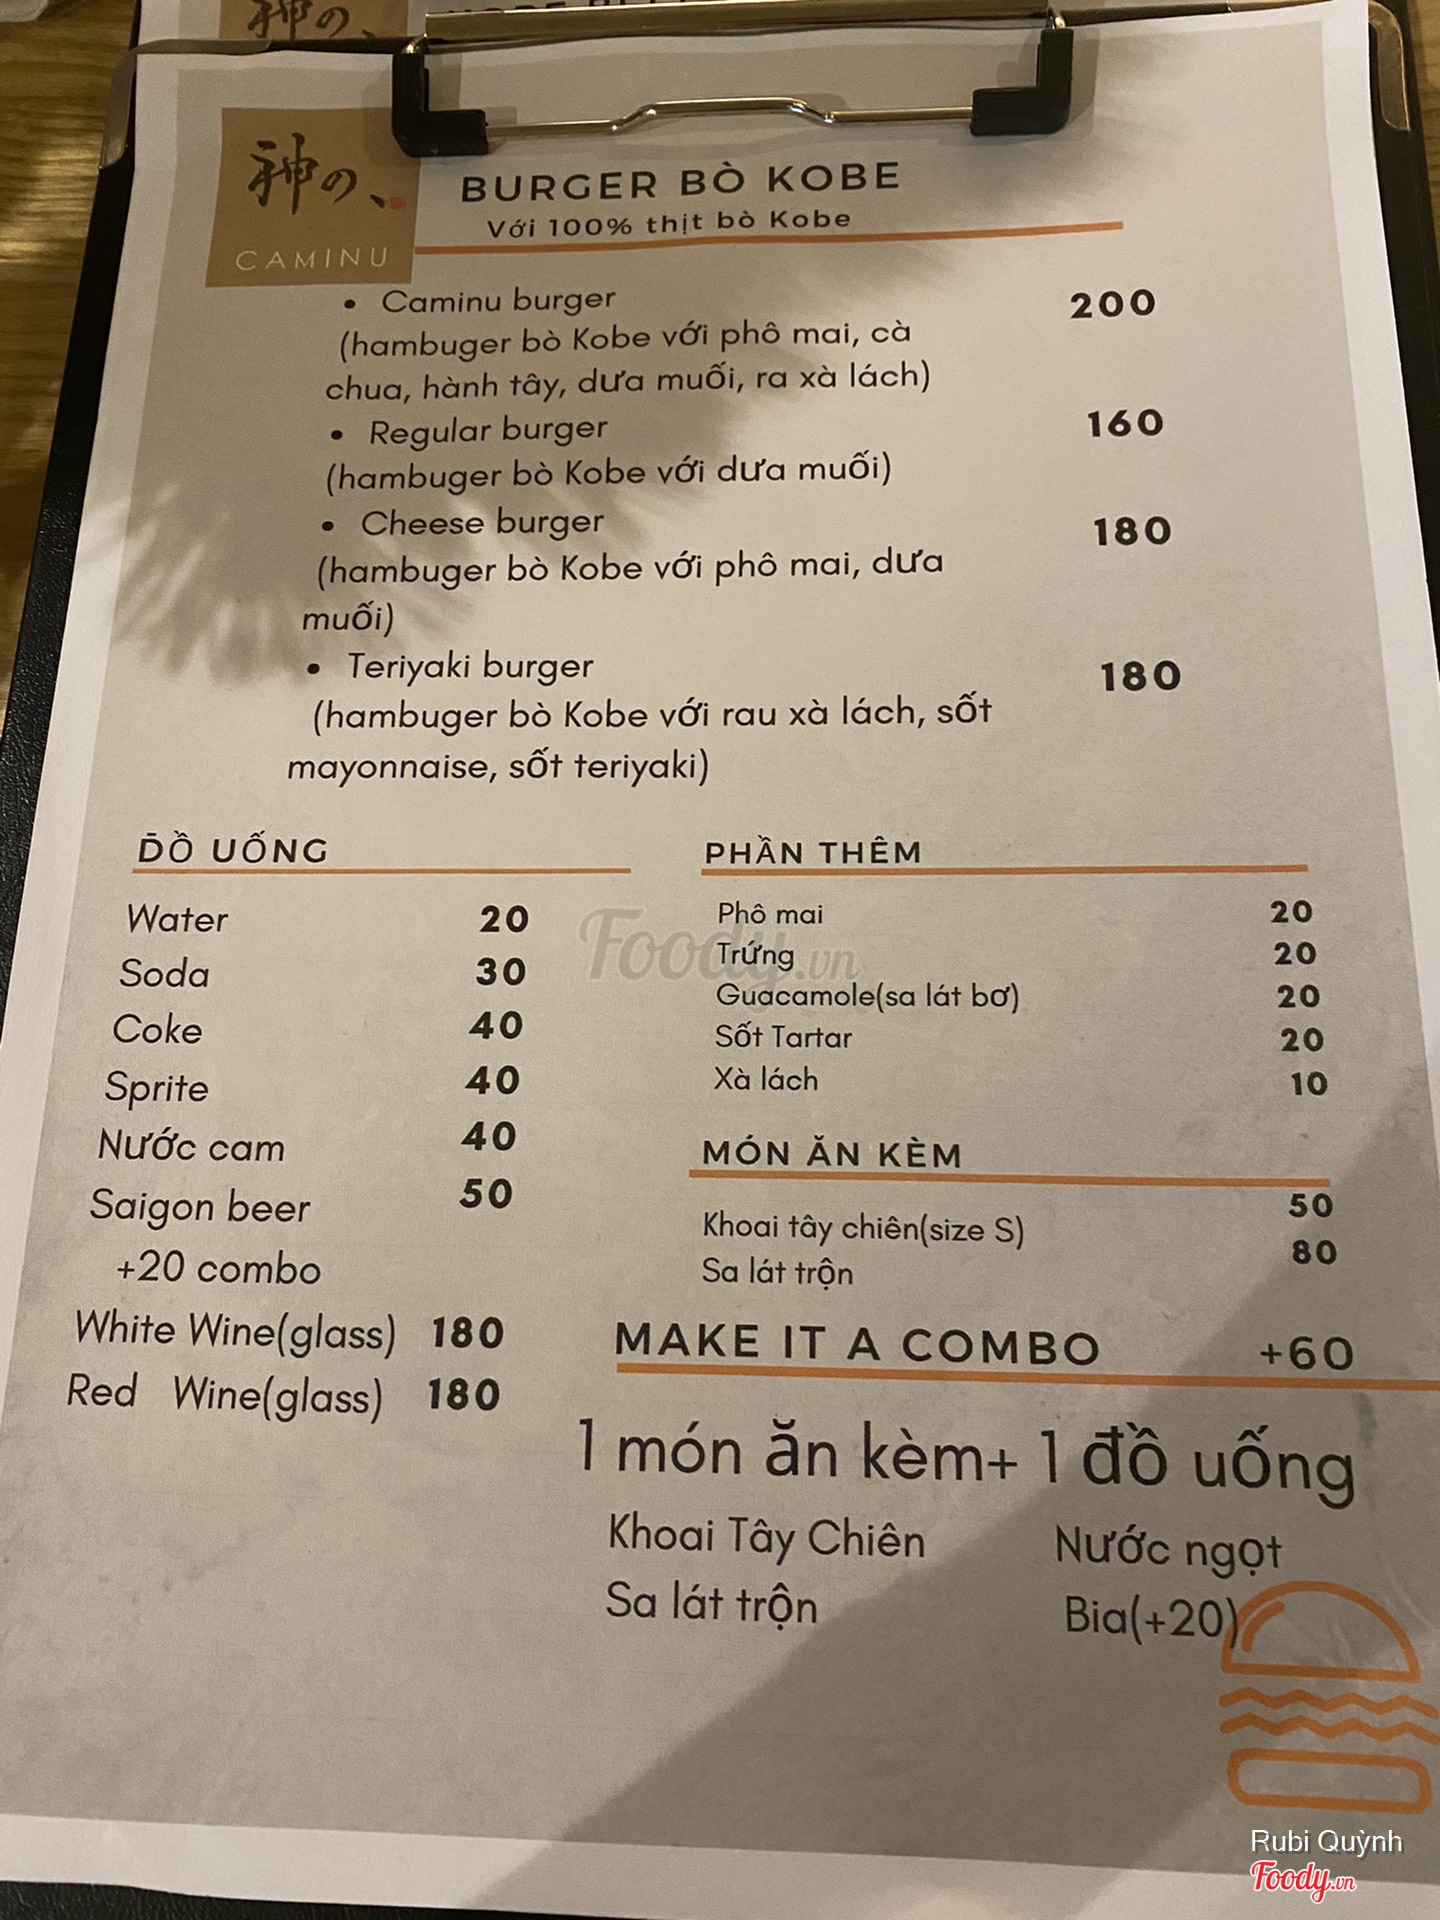 神の、
神の、
CAMINU
BURGER BÒ KOBE
Với 100% thịt bò Kobe
• Caminu burger 200
(hambuger bò Kobe với phô mai, cà
chua, hành tây, dưa muối, ra xà lách)
• Regular burger 160
(hambuger bò Kobe với dưa muối)
• Cheese burger 180
(hambuger bò Kobe với phô mai, dưa
muối)
• Teriyaki burger 180
(hambuger bò Kobe với rau xà lách, sốt
mayonnaise, sốt teriyaki)
ĐỒ UỐNG
Water 20
Soda 30
Coke 40
Sprite 40
Nước cam 40
Saigon beer 50
+20 combo
White Wine(glass) 180
Red Wine(glass) 180
PHẦN THÊM
Phô mai 20
Trứng 20
Guacamole(sa lát bơ) 20
Sốt Tartar 20
Xà lách 10
MÓN ĂN KÈM
Khoai tây chiên(size S) 50
Sa lát trộn 80
MAKE IT A COMBO +60
1 món ăn kèm+ 1 đồ uống
Khoai Tây Chiên Nước ngọt
Sa lát trộn Bia(+20)
Foody.vn
Rubi Quỳnh
Foody.vn